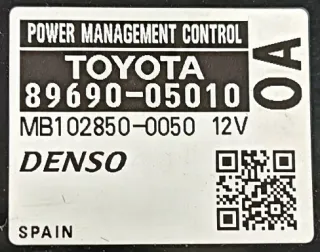 POWER MANAGEMENT CONTROL
TOYOTA
89690-05010
0A
MB102850-0050 12V
DENSO
SPAIN